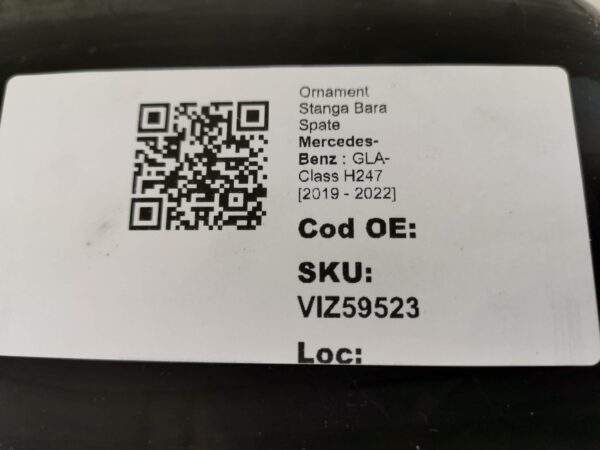 Ornament
Stanga Bara
Spate
Mercedes-
Benz : GLA-
Class H247
[2019 - 2022]
Cod OE:
SKU:
VIZ59523
Loc: